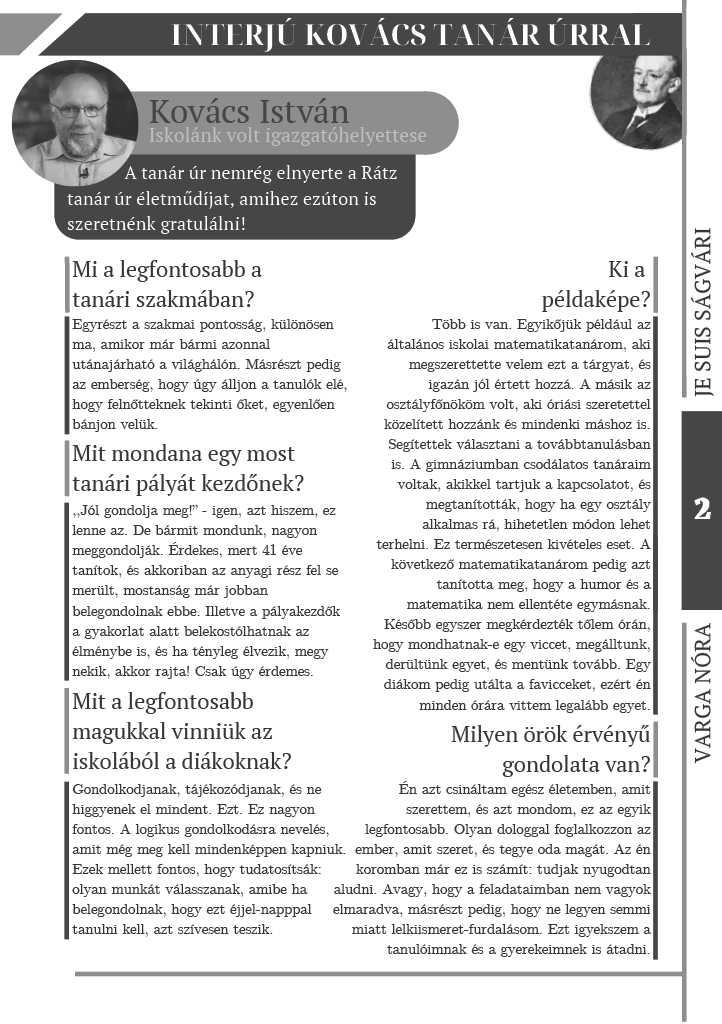 INTERJÚ KOVÁCS TANÁR ÚRRAL
Kovács István
Iskolánk volt igazgatóhelyettese
A tanár úr nemrég elnyerte a Rátz
tanár úr életműdíjat, amihez ezúton is
szeretnénk gratulálni!
Mi a legfontosabb a
tanári szakmában?
Egyrészt a szakmai pontosság, különösen
ma, amikor már bármi azonnal
utánajárható a világhálón. Másrészt pedig
az emberség, hogy úgy álljon a tanulók elé,
hogy felnőtteknek tekinti őket, egyenlően
bánjon velük.
Mit mondana egy most
tanári pályát kezdőnek?
,,Jól gondolja meg!” - igen, azt hiszem, ez
lenne az. De bármit mondunk, nagyon
meggondolják. Érdekes, mert 41 éve
tanítok, és akkoriban az anyagi rész fel se
merült, mostanság már jobban
belegondolnak ebbe. Illetve a pályakezdők
a gyakorlat alatt belekostólhatnak az
élménybe is, és ha tényleg élvezik, megy
nekik, akkor rajta! Csak úgy érdemes.
Mit a legfontosabb
magukkal vinniük az
iskolából a diákoknak?
Gondolkodjanak, tájékozódjanak, és ne
higgyenek el mindent. Ezt. Ez nagyon
fontos. A logikus gondolkodásra nevelés,
amit még meg kell mindenképpen kapniuk.
Ezek mellett fontos, hogy tudatosítsák:
olyan munkát válasszanak, amibe ha
belegondolnak, hogy ezt éjjel-napppal
tanulni kell, azt szívesen teszik.
Ki a
példaképe?
Több is van. Egyikőjük például az
általános iskolai matematikatanárom, aki
megszerettette velem ezt a tárgyat, és
igazán jól értett hozzá. A másik az
osztályfőnököm volt, aki óriási szeretettel
közelített hozzánk és mindenki máshoz is.
Segítettek választani a továbbtanulásban
is. A gimnáziumban csodálatos tanáraim
voltak, akikkel tartjuk a kapcsolatot, és
megtanították, hogy ha egy osztály
alkalmas rá, hihetetlen módon lehet
terhelni. Ez természetesen kivételes eset. A
következő matematikatanárom pedig azt
tanította meg, hogy a humor és a
matematika nem ellentéte egymásnak.
Később egyszer megkérdezték tőlem órán,
hogy mondhatnak-e egy viccet, megálltunk,
derültünk egyet, és mentünk tovább. Egy
diákom pedig utálta a favicceket, ezért én
minden órára vittem legalább egyet.
Milyen örök érvényű
gondolata van?
Én azt csináltam egész életemben, amit
szerettem, és azt mondom, ez az egyik
legfontosabb. Olyan dologgal foglalkozzon az
ember, amit szeret, és tegye oda magát. Az én
koromban már ez is számít: tudjak nyugodtan
aludni. Avagy, hogy a feladataimban nem vagyok
elmaradva, másrészt pedig, hogy ne legyen semmi
miatt lelkiismeret-furdalásom. Ezt igyekszem a
tanulóimnak és a gyerekeimnek is átadni.
JE SUIS SÁGVÁRI
2
VARGA NÓRA